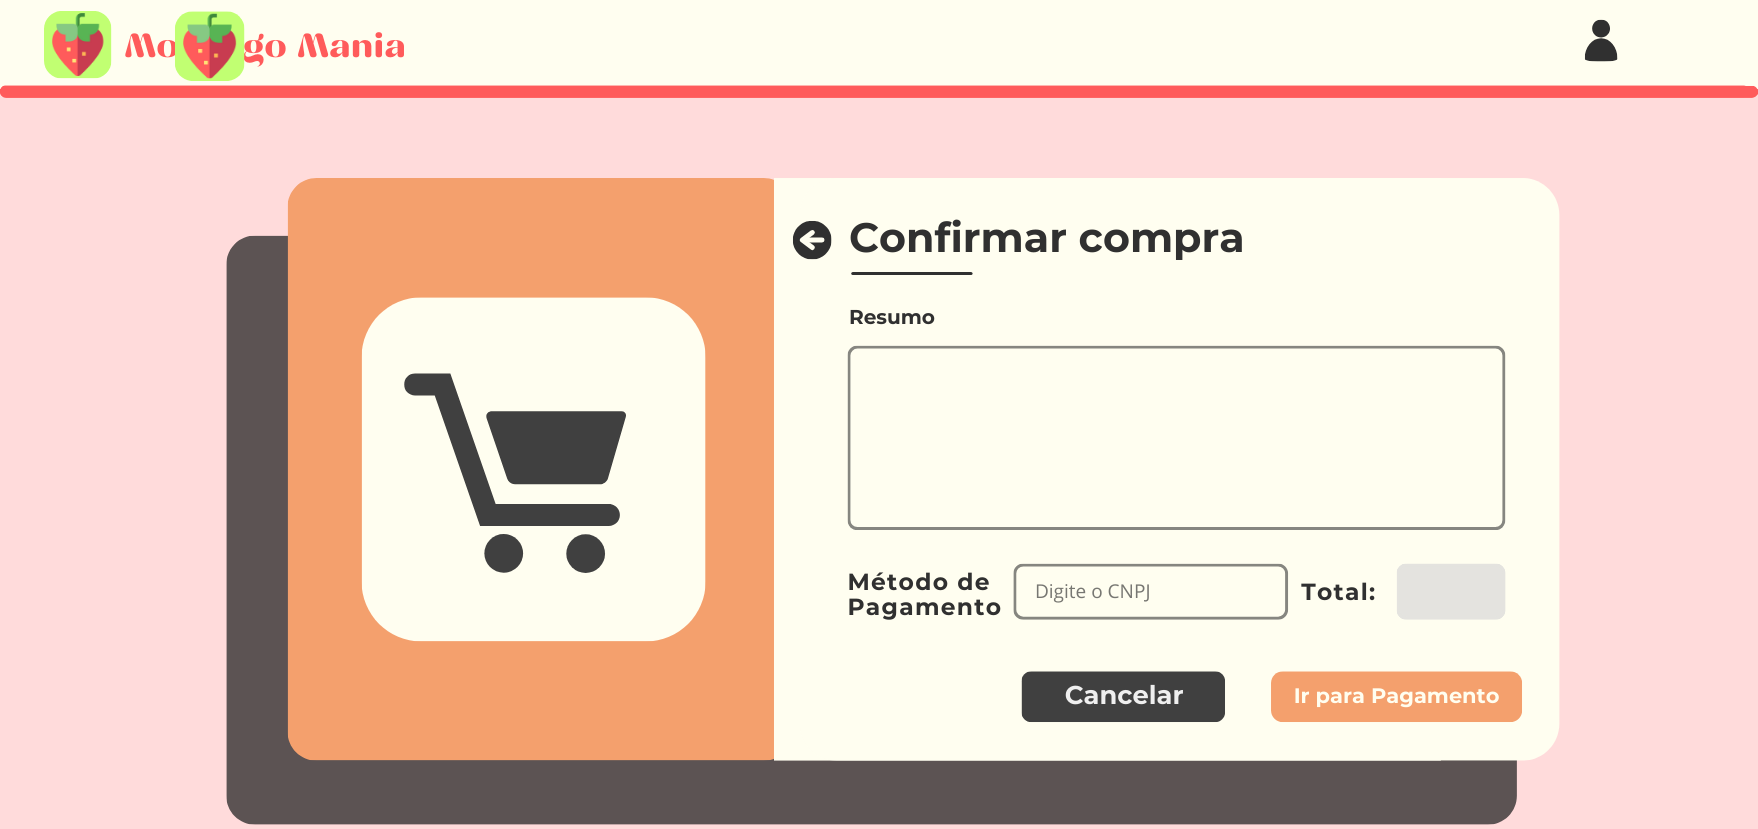 Mo go Mania
Confirmar compra
Resumo
Método de
Pagamento
Digite o CNPJ
Total:
Cancelar
Ir para Pagamento